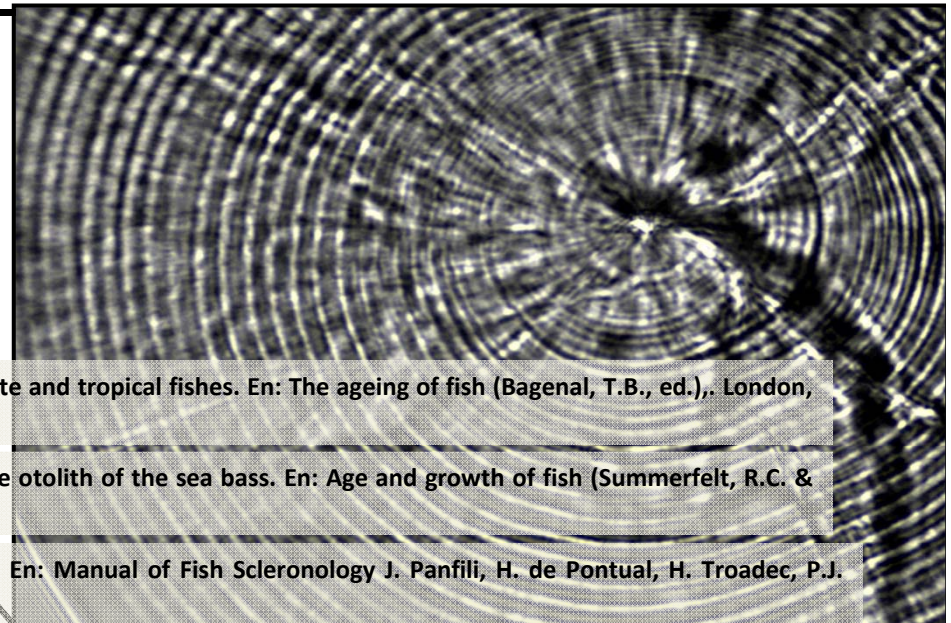 and tropical fishes. En: The ageing of fish (Bagenal, T.B., ed.),. London,
otolith of the sea bass. En: Age and growth of fish (Summerfelt, R.C. &
En: Manual of Fish Scleronology J. Panfili, H. de Pontual, H. Troadec, P.J.